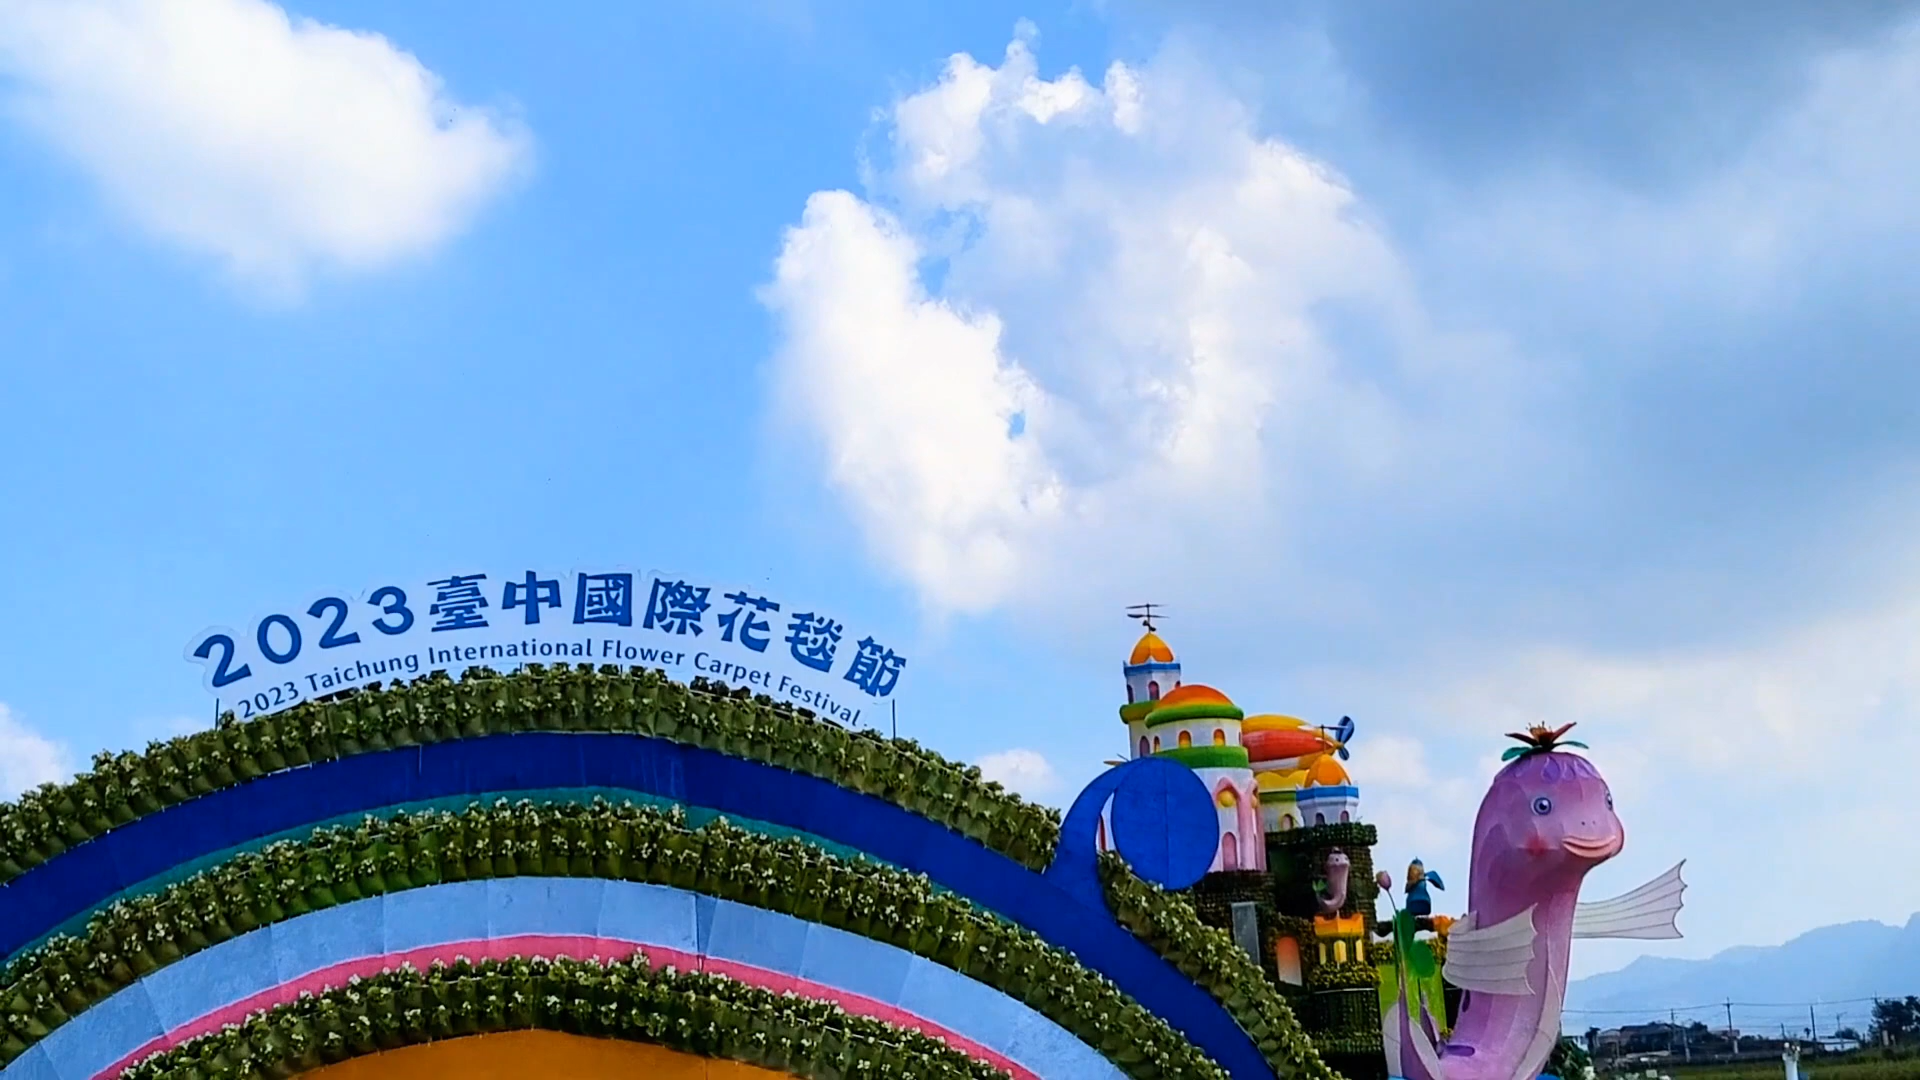 2023臺中國際花毯節
2023 Taichung International Flower Carpet Festival